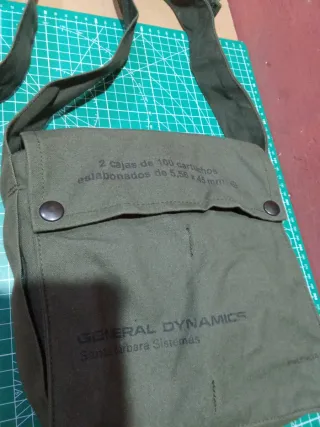 2 cajas de 100 cartuchos
eslabonados de 5,56 x 45 mm
GENERAL DYNAMICS
Santa Bárbara Sistemas